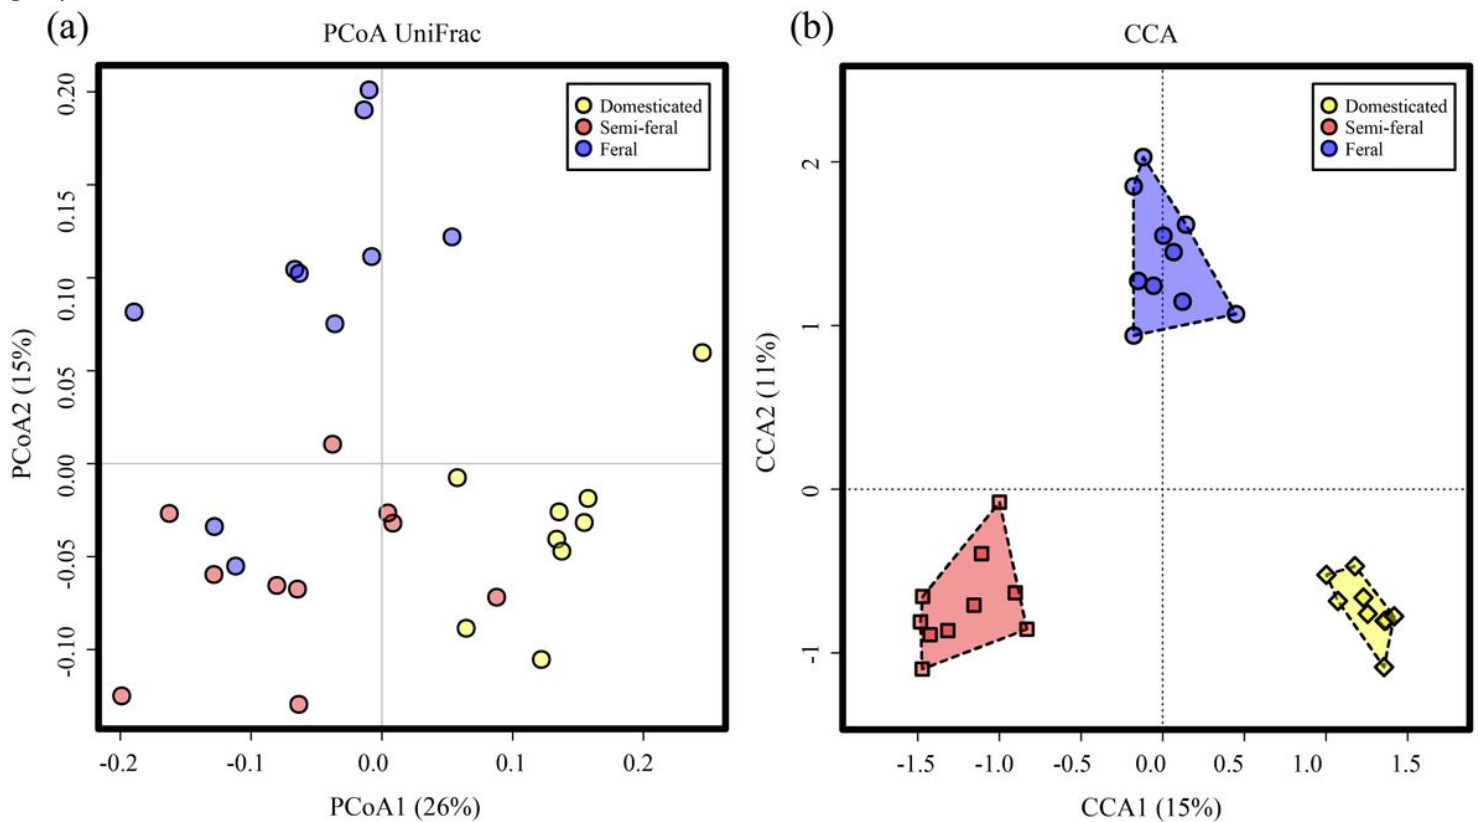 (a)
PCoA UniFrac
Domesticated
Semi-feral
Feral
0.20
0.15
0.10
0.05
0.00
-0.05
-0.10
PCoA2 (15%)
-0.2 -0.1 0.0 0.1 0.2
PCoA1 (26%)
(b)
CCA
Domesticated
Semi-feral
Feral
2
1
0
-1
CCA2 (11%)
-1.5 -1.0 -0.5 0.0 0.5 1.0 1.5
CCA1 (15%)